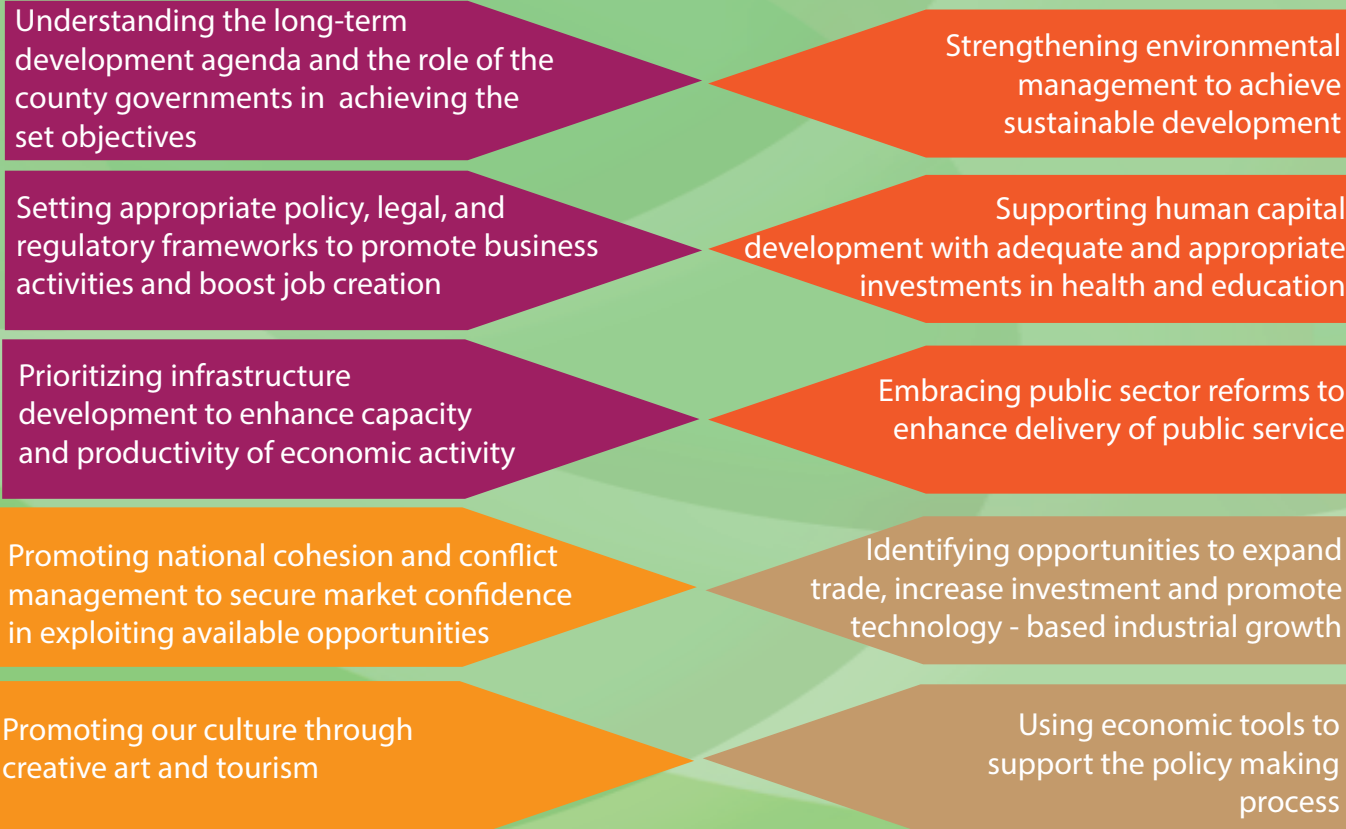 Understanding the long-term
development agenda and the role of the
county governments in achieving the
set objectives
Strengthening environmental
management to achieve
sustainable development
Setting appropriate policy, legal, and
regulatory frameworks to promote business
activities and boost job creation
Supporting human capital
development with adequate and appropriate
investments in health and education
Prioritizing infrastructure
development to enhance capacity
and productivity of economic activity
Embracing public sector reforms to
enhance delivery of public service
Promoting national cohesion and conflict
management to secure market confidence
in exploiting available opportunities
Identifying opportunities to expand
trade, increase investment and promote
technology - based industrial growth
Promoting our culture through
creative art and tourism
Using economic tools to
support the policy making
process